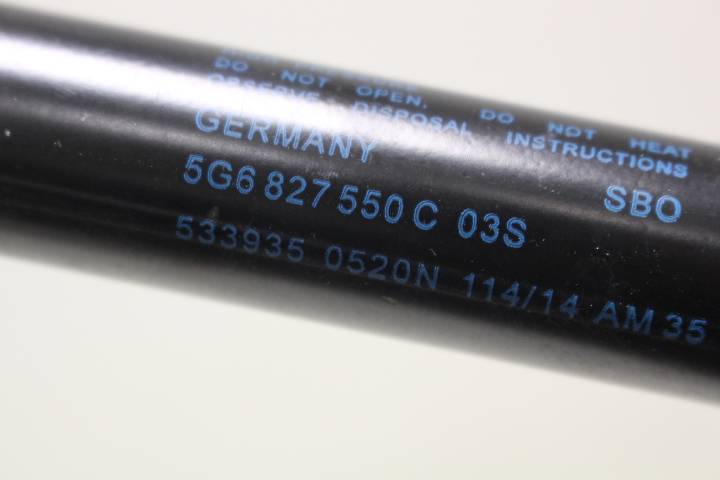 DO NOT OPEN. DO NOT HEAT
OBSERVE DISPOSAL INSTRUCTIONS
GERMANY
5G6 827 550 C 03S SBO
533935 0520N 114/14 AM 35